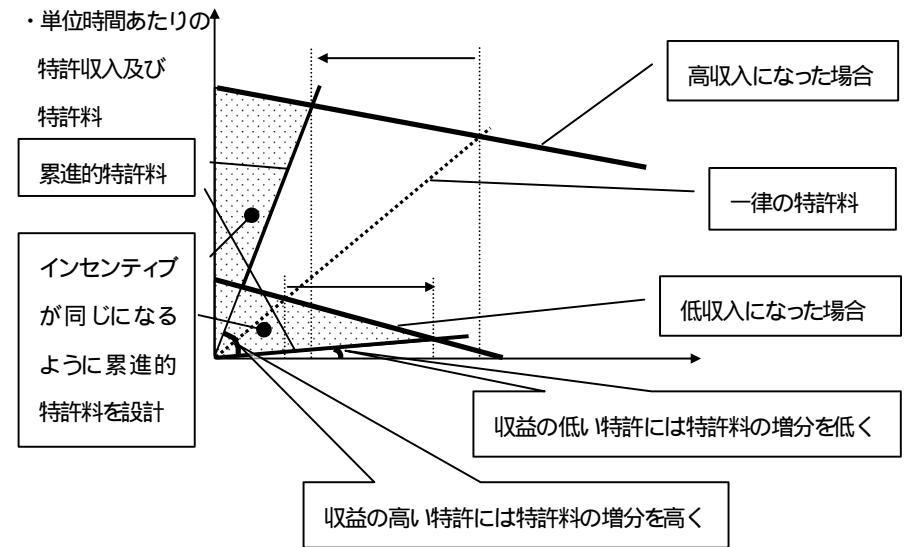 ・単位時間あたりの
特許収入及び
特許料
累進的特許料
インセンティブ
が同じになる
ように累進的
特許料を設計
高収入になった場合
一律の特許料
低収入になった場合
収益の低い特許には特許料の増分を低く
収益の高い特許には特許料の増分を高く